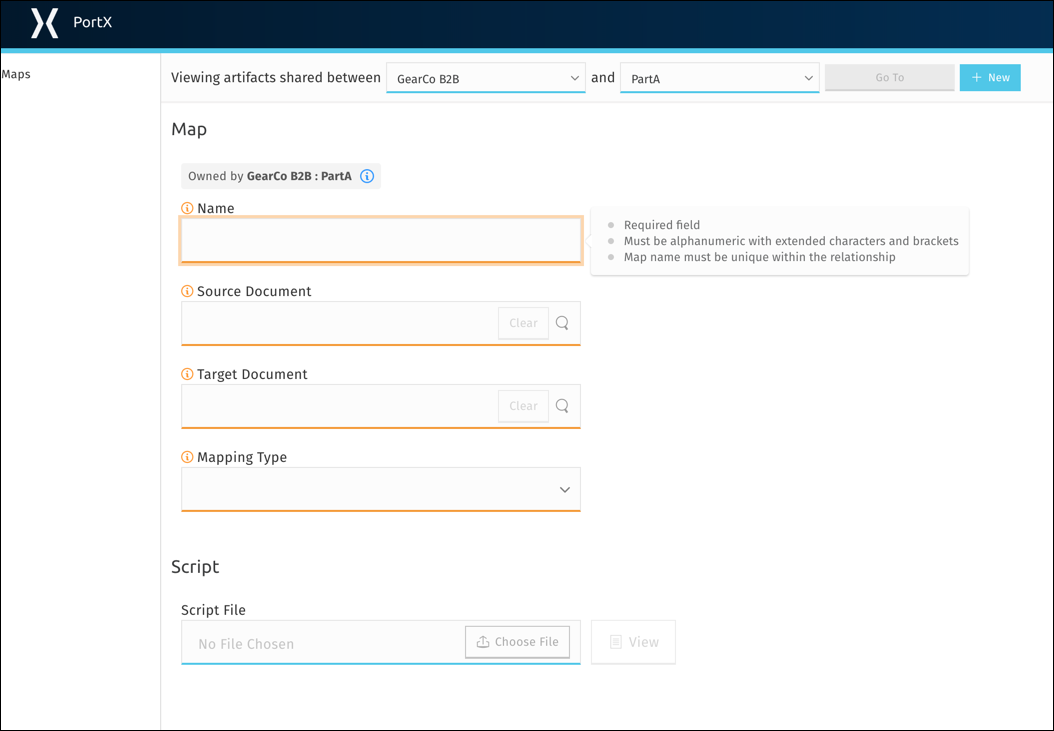 PortX
Maps
Viewing artifacts shared between GearCo B2B and PartA Go To + New
Map
Owned by GearCo B2B : PartA
Name
Required field
Must be alphanumeric with extended characters and brackets
Map name must be unique within the relationship
Source Document
Clear
Target Document
Clear
Mapping Type
Script
Script File
No File Chosen Choose File View